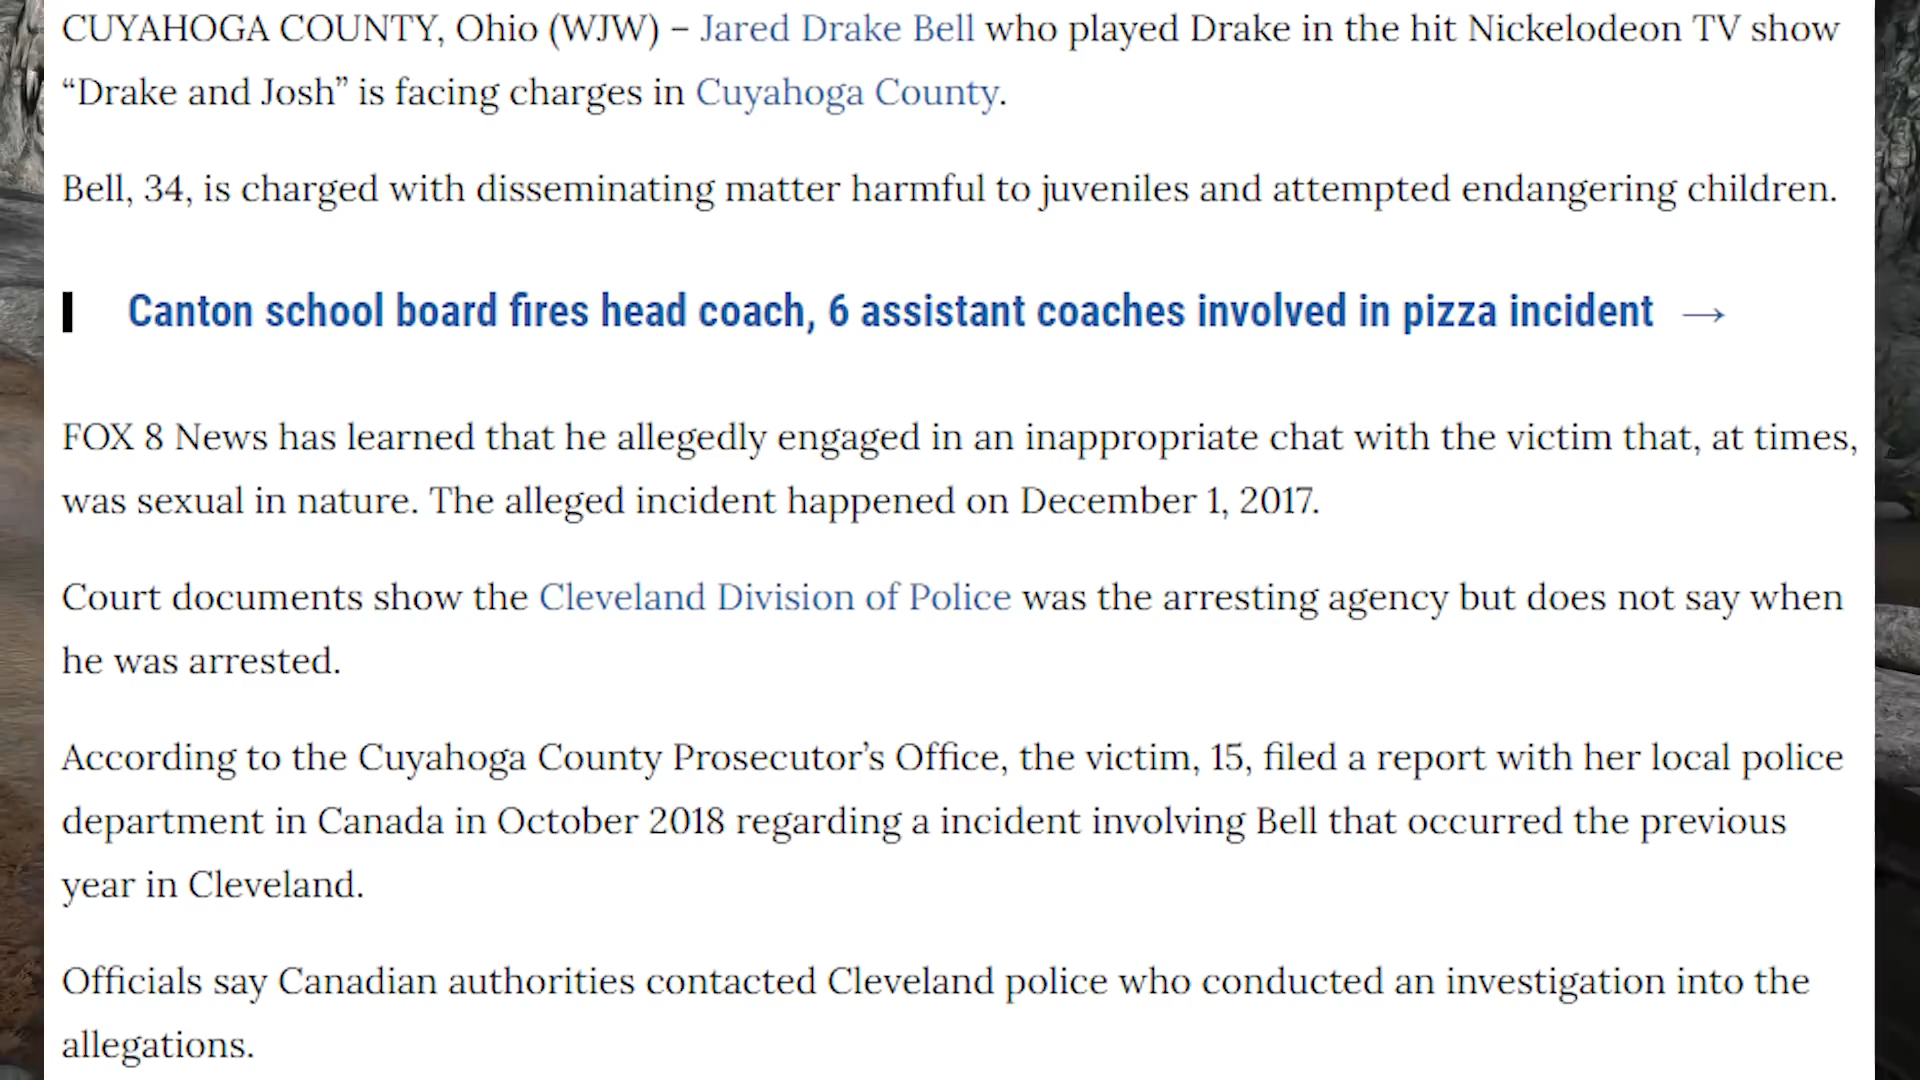 CUYAHOGA COUNTY, Ohio (WJW) – Jared Drake Bell who played Drake in the hit Nickelodeon TV show
“Drake and Josh” is facing charges in Cuyahoga County.
Bell, 34, is charged with disseminating matter harmful to juveniles and attempted endangering children.
Canton school board fires head coach, 6 assistant coaches involved in pizza incident →
FOX 8 News has learned that he allegedly engaged in an inappropriate chat with the victim that, at times,
was sexual in nature. The alleged incident happened on December 1, 2017.
Court documents show the Cleveland Division of Police was the arresting agency but does not say when
he was arrested.
According to the Cuyahoga County Prosecutor’s Office, the victim, 15, filed a report with her local police
department in Canada in October 2018 regarding a incident involving Bell that occurred the previous
year in Cleveland.
Officials say Canadian authorities contacted Cleveland police who conducted an investigation into the
allegations.